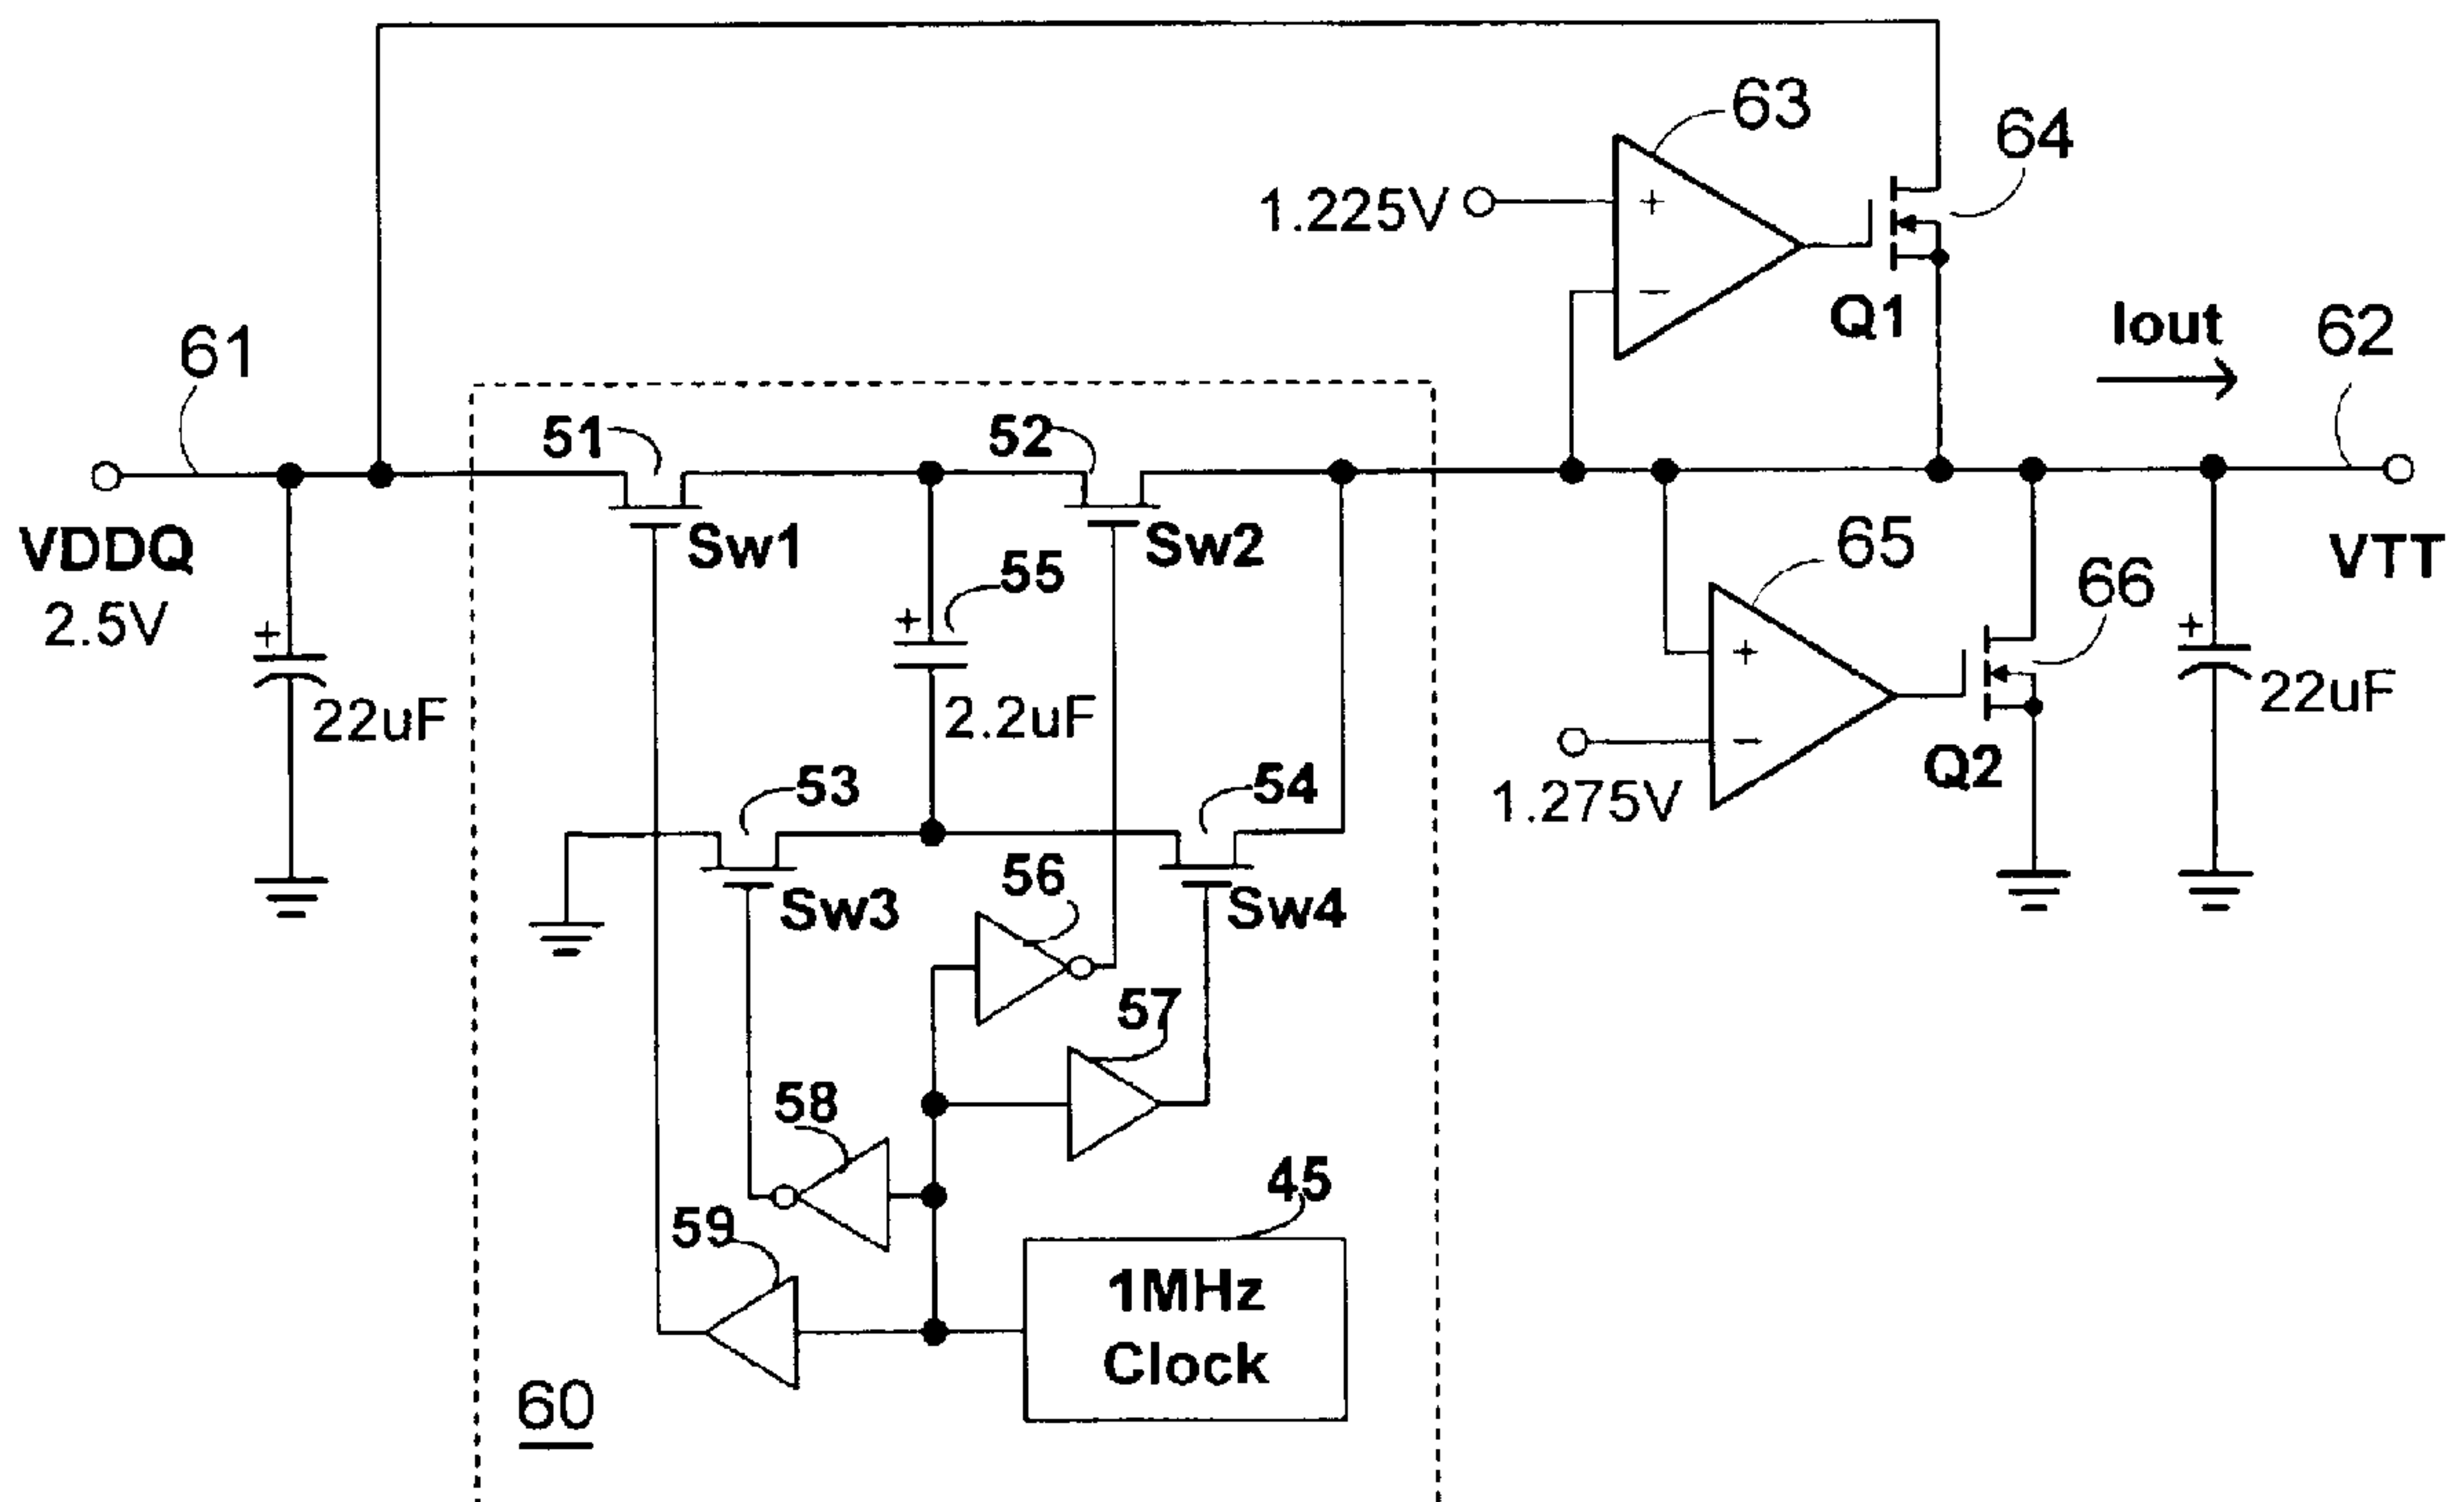 63
64
1.225V
+
−
Q1
Iout
62
61
51
52
Sw1
Sw2
VDDQ
2.5V
+
22uF
55
+
2.2uF
65
66
VTT
+
−
1.275V
Q2
+
22uF
53
54
Sw3
Sw4
56
57
58
59
45
1MHz
Clock
60